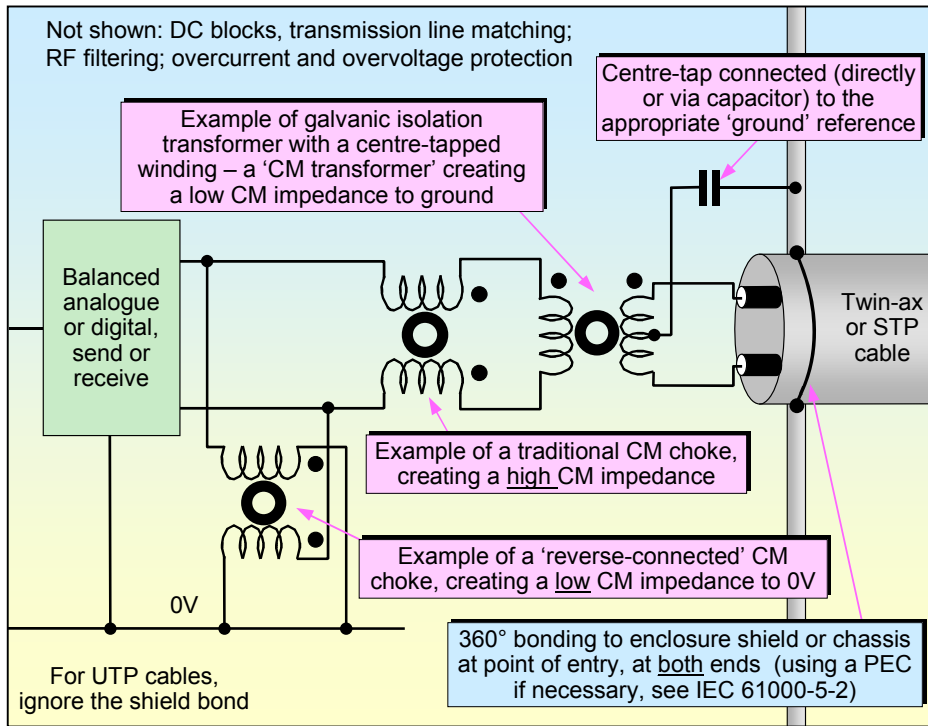 Not shown: DC blocks, transmission line matching;
RF filtering; overcurrent and overvoltage protection
Centre-tap connected (directly
or via capacitor) to the
appropriate ‘ground’ reference
Example of galvanic isolation
transformer with a centre-tapped
winding – a ‘CM transformer’ creating
a low CM impedance to ground
Balanced
analogue
or digital,
send or
receive
Twin-ax
or STP
cable
Example of a traditional CM choke,
creating a high CM impedance
Example of a ‘reverse-connected’ CM
choke, creating a low CM impedance to 0V
0V
360° bonding to enclosure shield or chassis
at point of entry, at both ends (using a PEC
if necessary, see IEC 61000-5-2)
For UTP cables,
ignore the shield bond